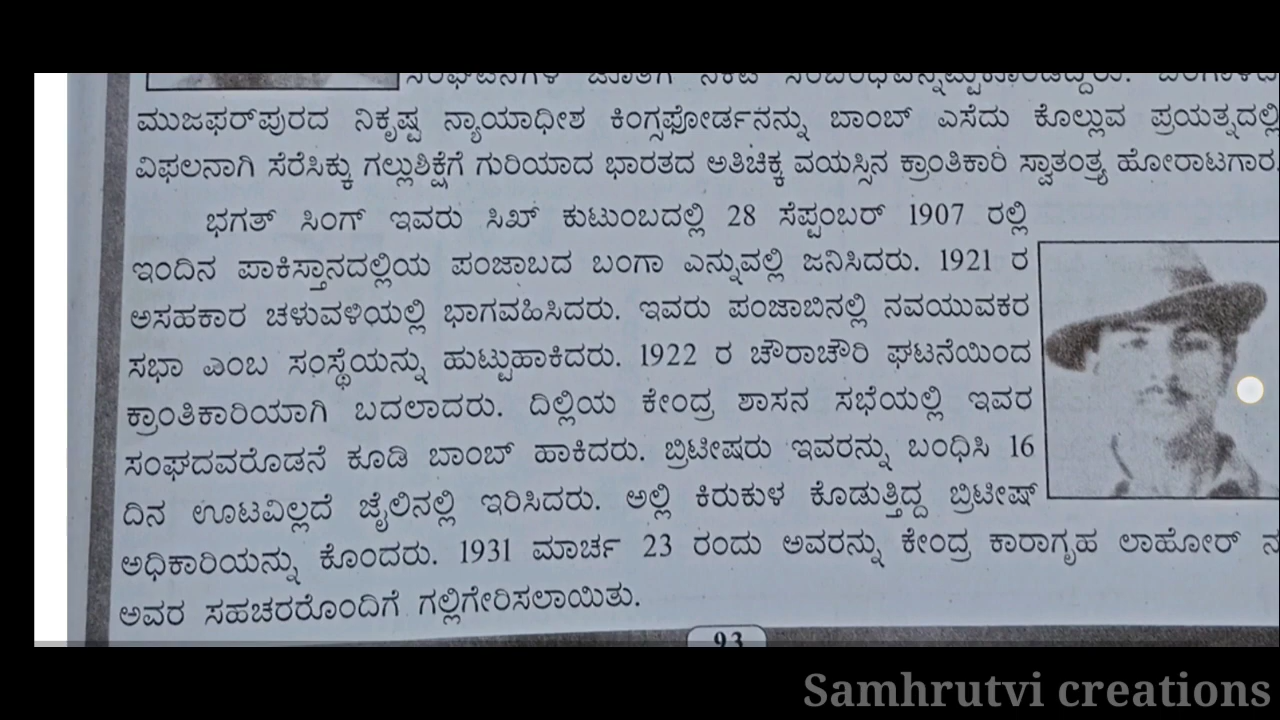 ಮುಜಫರ್‌ಪುರದ ನಿಕೃಷ್ಟ ನ್ಯಾಯಾಧೀಶ ಕಿಂಗ್ಸಫೋರ್ಡನನ್ನು ಬಾಂಬ್ ಎಸೆದು ಕೊಲ್ಲುವ ಪ್ರಯತ್ನದಲ್ಲಿ
ವಿಫಲನಾಗಿ ಸೆರೆಸಿಕ್ಕು ಗಲ್ಲುಶಿಕ್ಷೆಗೆ ಗುರಿಯಾದ ಭಾರತದ ಅತಿಚಿಕ್ಕ ವಯಸ್ಸಿನ ಕ್ರಾಂತಿಕಾರಿ ಸ್ವಾತಂತ್ರ್ಯ ಹೋರಾಟಗಾರ.
ಭಗತ್ ಸಿಂಗ್ ಇವರು ಸಿಖ್ ಕುಟುಂಬದಲ್ಲಿ 28 ಸೆಪ್ಟಂಬರ್ 1907 ರಲ್ಲಿ
ಇಂದಿನ ಪಾಕಿಸ್ತಾನದಲ್ಲಿಯ ಪಂಜಾಬದ ಬಂಗಾ ಎನ್ನುವಲ್ಲಿ ಜನಿಸಿದರು. 1921 ರ
ಅಸಹಕಾರ ಚಳುವಳಿಯಲ್ಲಿ ಭಾಗವಹಿಸಿದರು. ಇವರು ಪಂಜಾಬಿನಲ್ಲಿ ನವಯುವಕರ
ಸಭಾ ಎಂಬ ಸಂಸ್ಥೆಯನ್ನು ಹುಟ್ಟುಹಾಕಿದರು. 1922 ರ ಚೌರಾಚೌರಿ ಘಟನೆಯಿಂದ
ಕ್ರಾಂತಿಕಾರಿಯಾಗಿ ಬದಲಾದರು. ದಿಲ್ಲಿಯ ಕೇಂದ್ರ ಶಾಸನ ಸಭೆಯಲ್ಲಿ ಇವರ
ಸಂಘದವರೊಡನೆ ಕೂಡಿ ಬಾಂಬ್ ಹಾಕಿದರು. ಬ್ರಿಟೀಷರು ಇವರನ್ನು ಬಂಧಿಸಿ 16
ದಿನ ಊಟವಿಲ್ಲದೆ ಜೈಲಿನಲ್ಲಿ ಇರಿಸಿದರು. ಅಲ್ಲಿ ಕಿರುಕುಳ ಕೊಡುತ್ತಿದ್ದ ಬ್ರಿಟೀಷ್
ಅಧಿಕಾರಿಯನ್ನು ಕೊಂದರು. 1931 ಮಾರ್ಚ 23 ರಂದು ಅವರನ್ನು ಕೇಂದ್ರ ಕಾರಾಗೃಹ ಲಾಹೋರ್
ಅವರ ಸಹಚರರೊಂದಿಗೆ ಗಲ್ಲಿಗೇರಿಸಲಾಯಿತು.
93
Samhrutvi creations